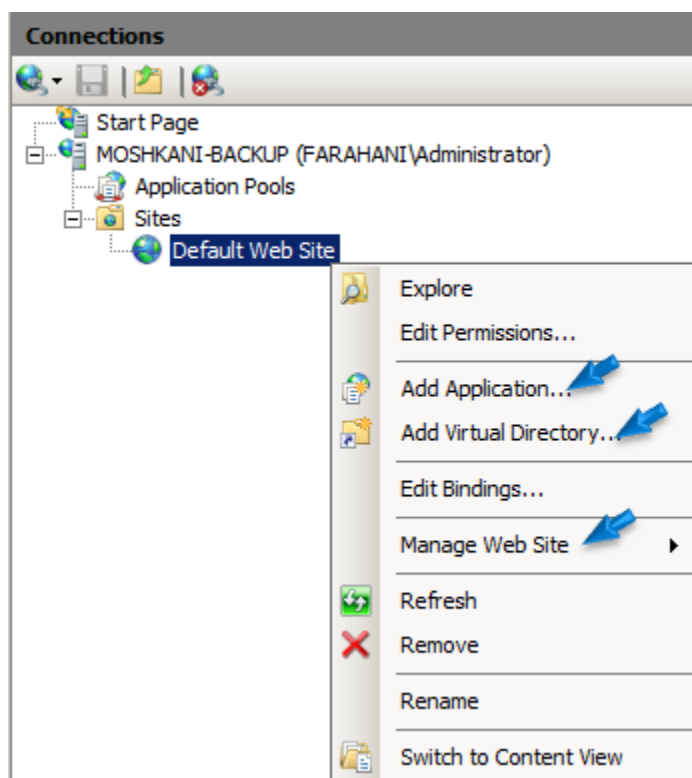 Connections
Start Page
MOSHKANI-BACKUP (FARAHANI\Administrator)
Application Pools
Sites
Default Web Site
Explore
Edit Permissions...
Add Application...
Add Virtual Directory...
Edit Bindings...
Manage Web Site
Refresh
Remove
Rename
Switch to Content View